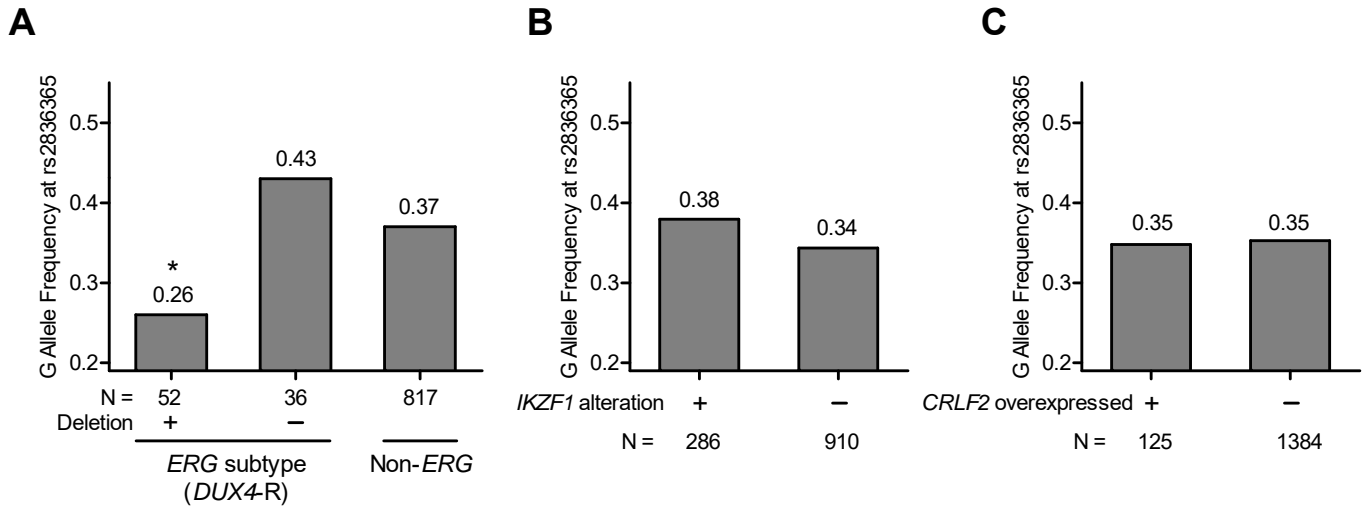 A
G Allele Frequency at rs2836365
0.5
0.4
0.3
0.2
*
0.26
0.43
0.37
N = 52 36 817
Deletion + −
ERG subtype
(DUX4-R)
Non-ERG
B
G Allele Frequency at rs2836365
0.5
0.4
0.3
0.2
0.38
0.34
IKZF1 alteration + −
N = 286 910
C
G Allele Frequency at rs2836365
0.5
0.4
0.3
0.2
0.35
0.35
CRLF2 overexpressed + −
N = 125 1384